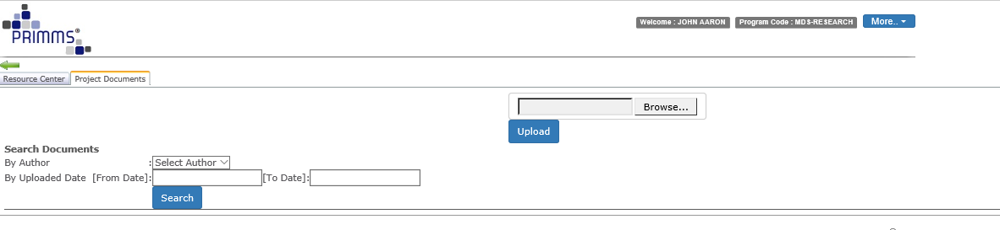 PRIMMS®
Welcome : JOHN AARON Program Code : MDS-RESEARCH More..
Resource Center Project Documents
Browse...
Upload
Search Documents
By Author : Select Author
By Uploaded Date [From Date]: [To Date]:
Search